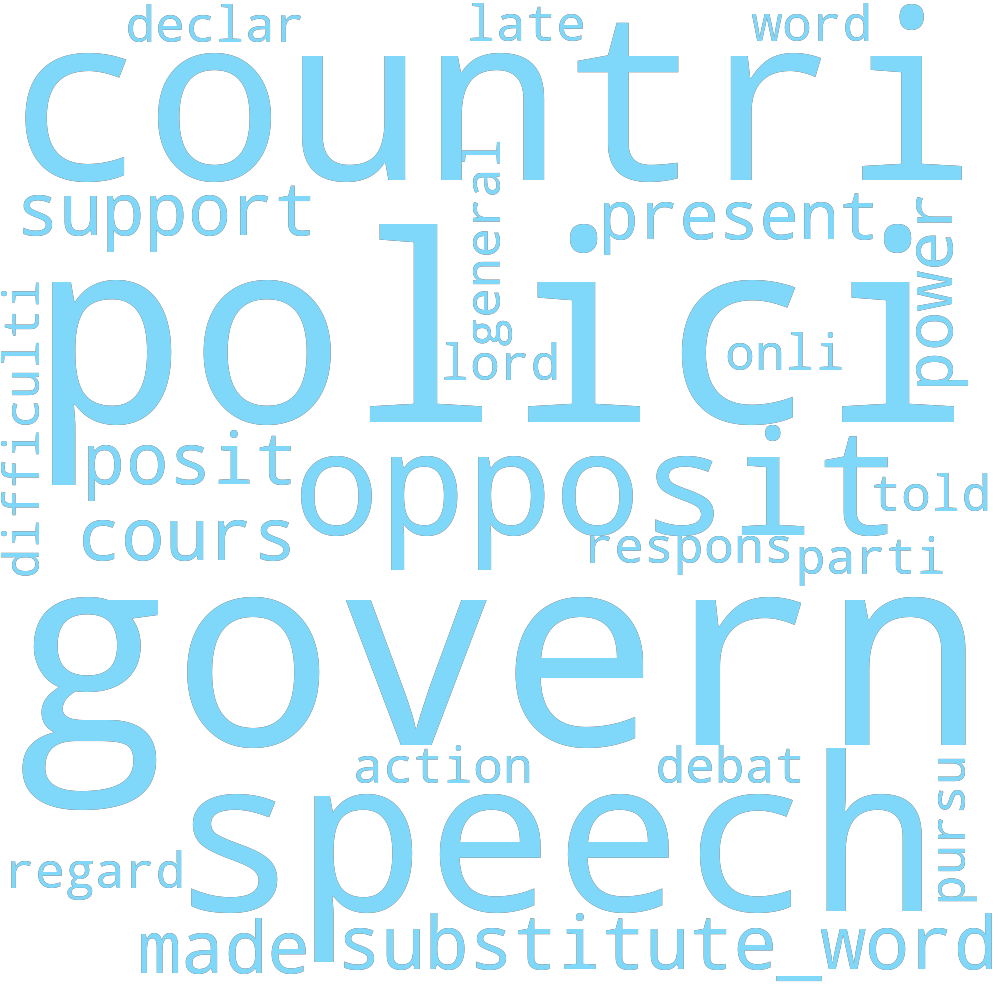 declar late word
countri
support general present power
polici
difficulti lord onli
posit opposit told
cours respons parti
govern
action debat pursu
speech
regard
made substitute_word